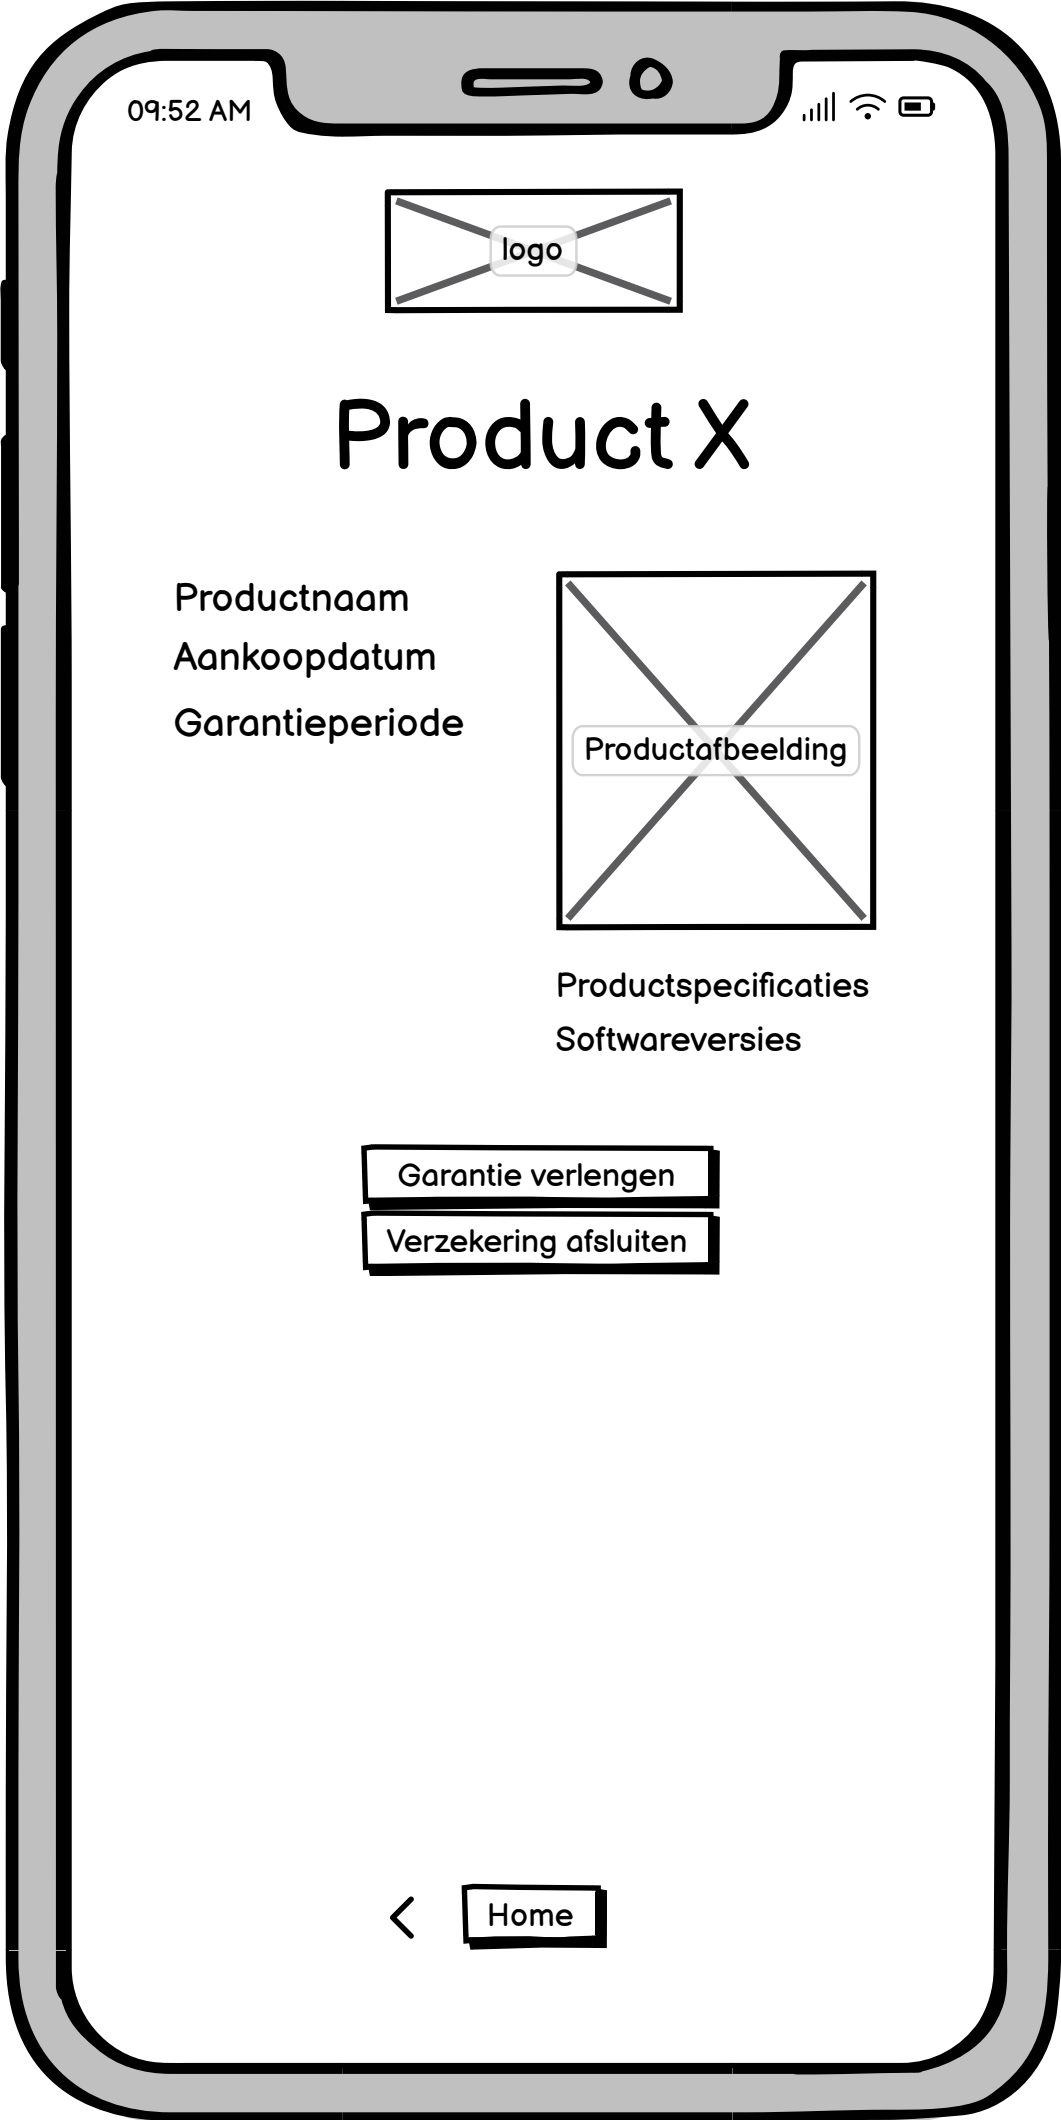 09:52 AM
logo
Product X
Productnaam
Aankoopdatum
Garantieperiode
Productafbeelding
Productspecificaties
Softwareversies
Garantie verlengen
Verzekering afsluiten
Home